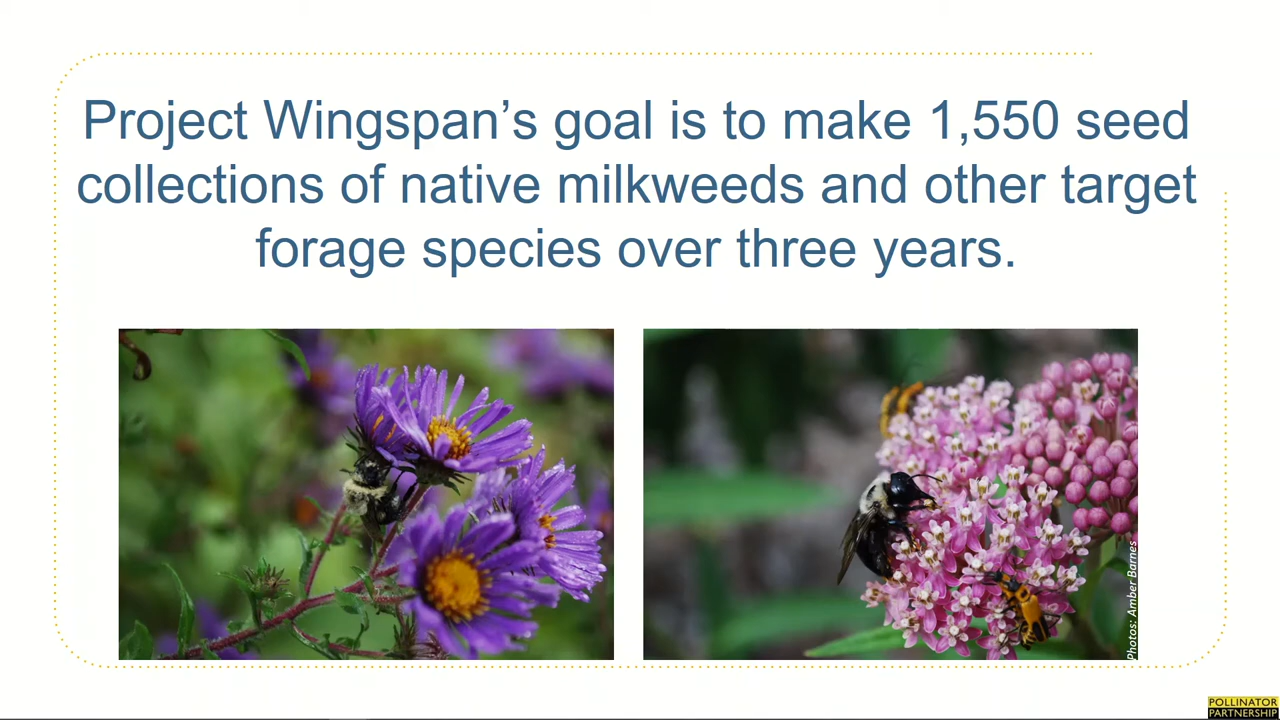 Project Wingspan’s goal is to make 1,550 seed
collections of native milkweeds and other target
forage species over three years.
Photos: Amber Barnes
POLLINATOR
PARTNERSHIP